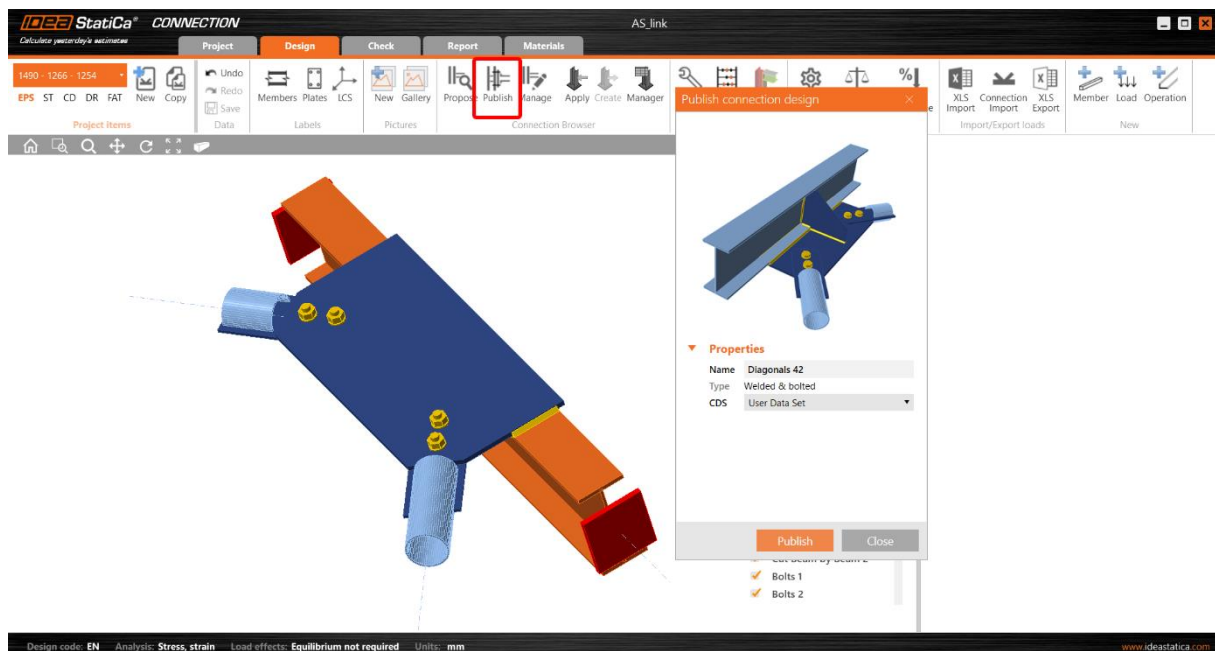 IDEA StatiCa® CONNECTION
AS_link
Calculate yesterday's estimates
Project Design Check Report Materials
1490 - 1266 - 1254
EPS ST CD DR FAT
New Copy
Undo
Redo
Save
Members Plates LCS
New Gallery
Propose Publish Manage Apply Create Manager
XLS Import Connection Import XLS Export
Member Load Operation
Project items Data Labels Pictures Connection Browser Import/Export loads New
Publish connection design
Properties
Name Diagonals 42
Type Welded & bolted
CDS User Data Set
Publish Close
Bolts 1
Bolts 2
Design code: EN Analysis: Stress, strain Load effects: Equilibrium not required Units: mm
www.ideastatica.com